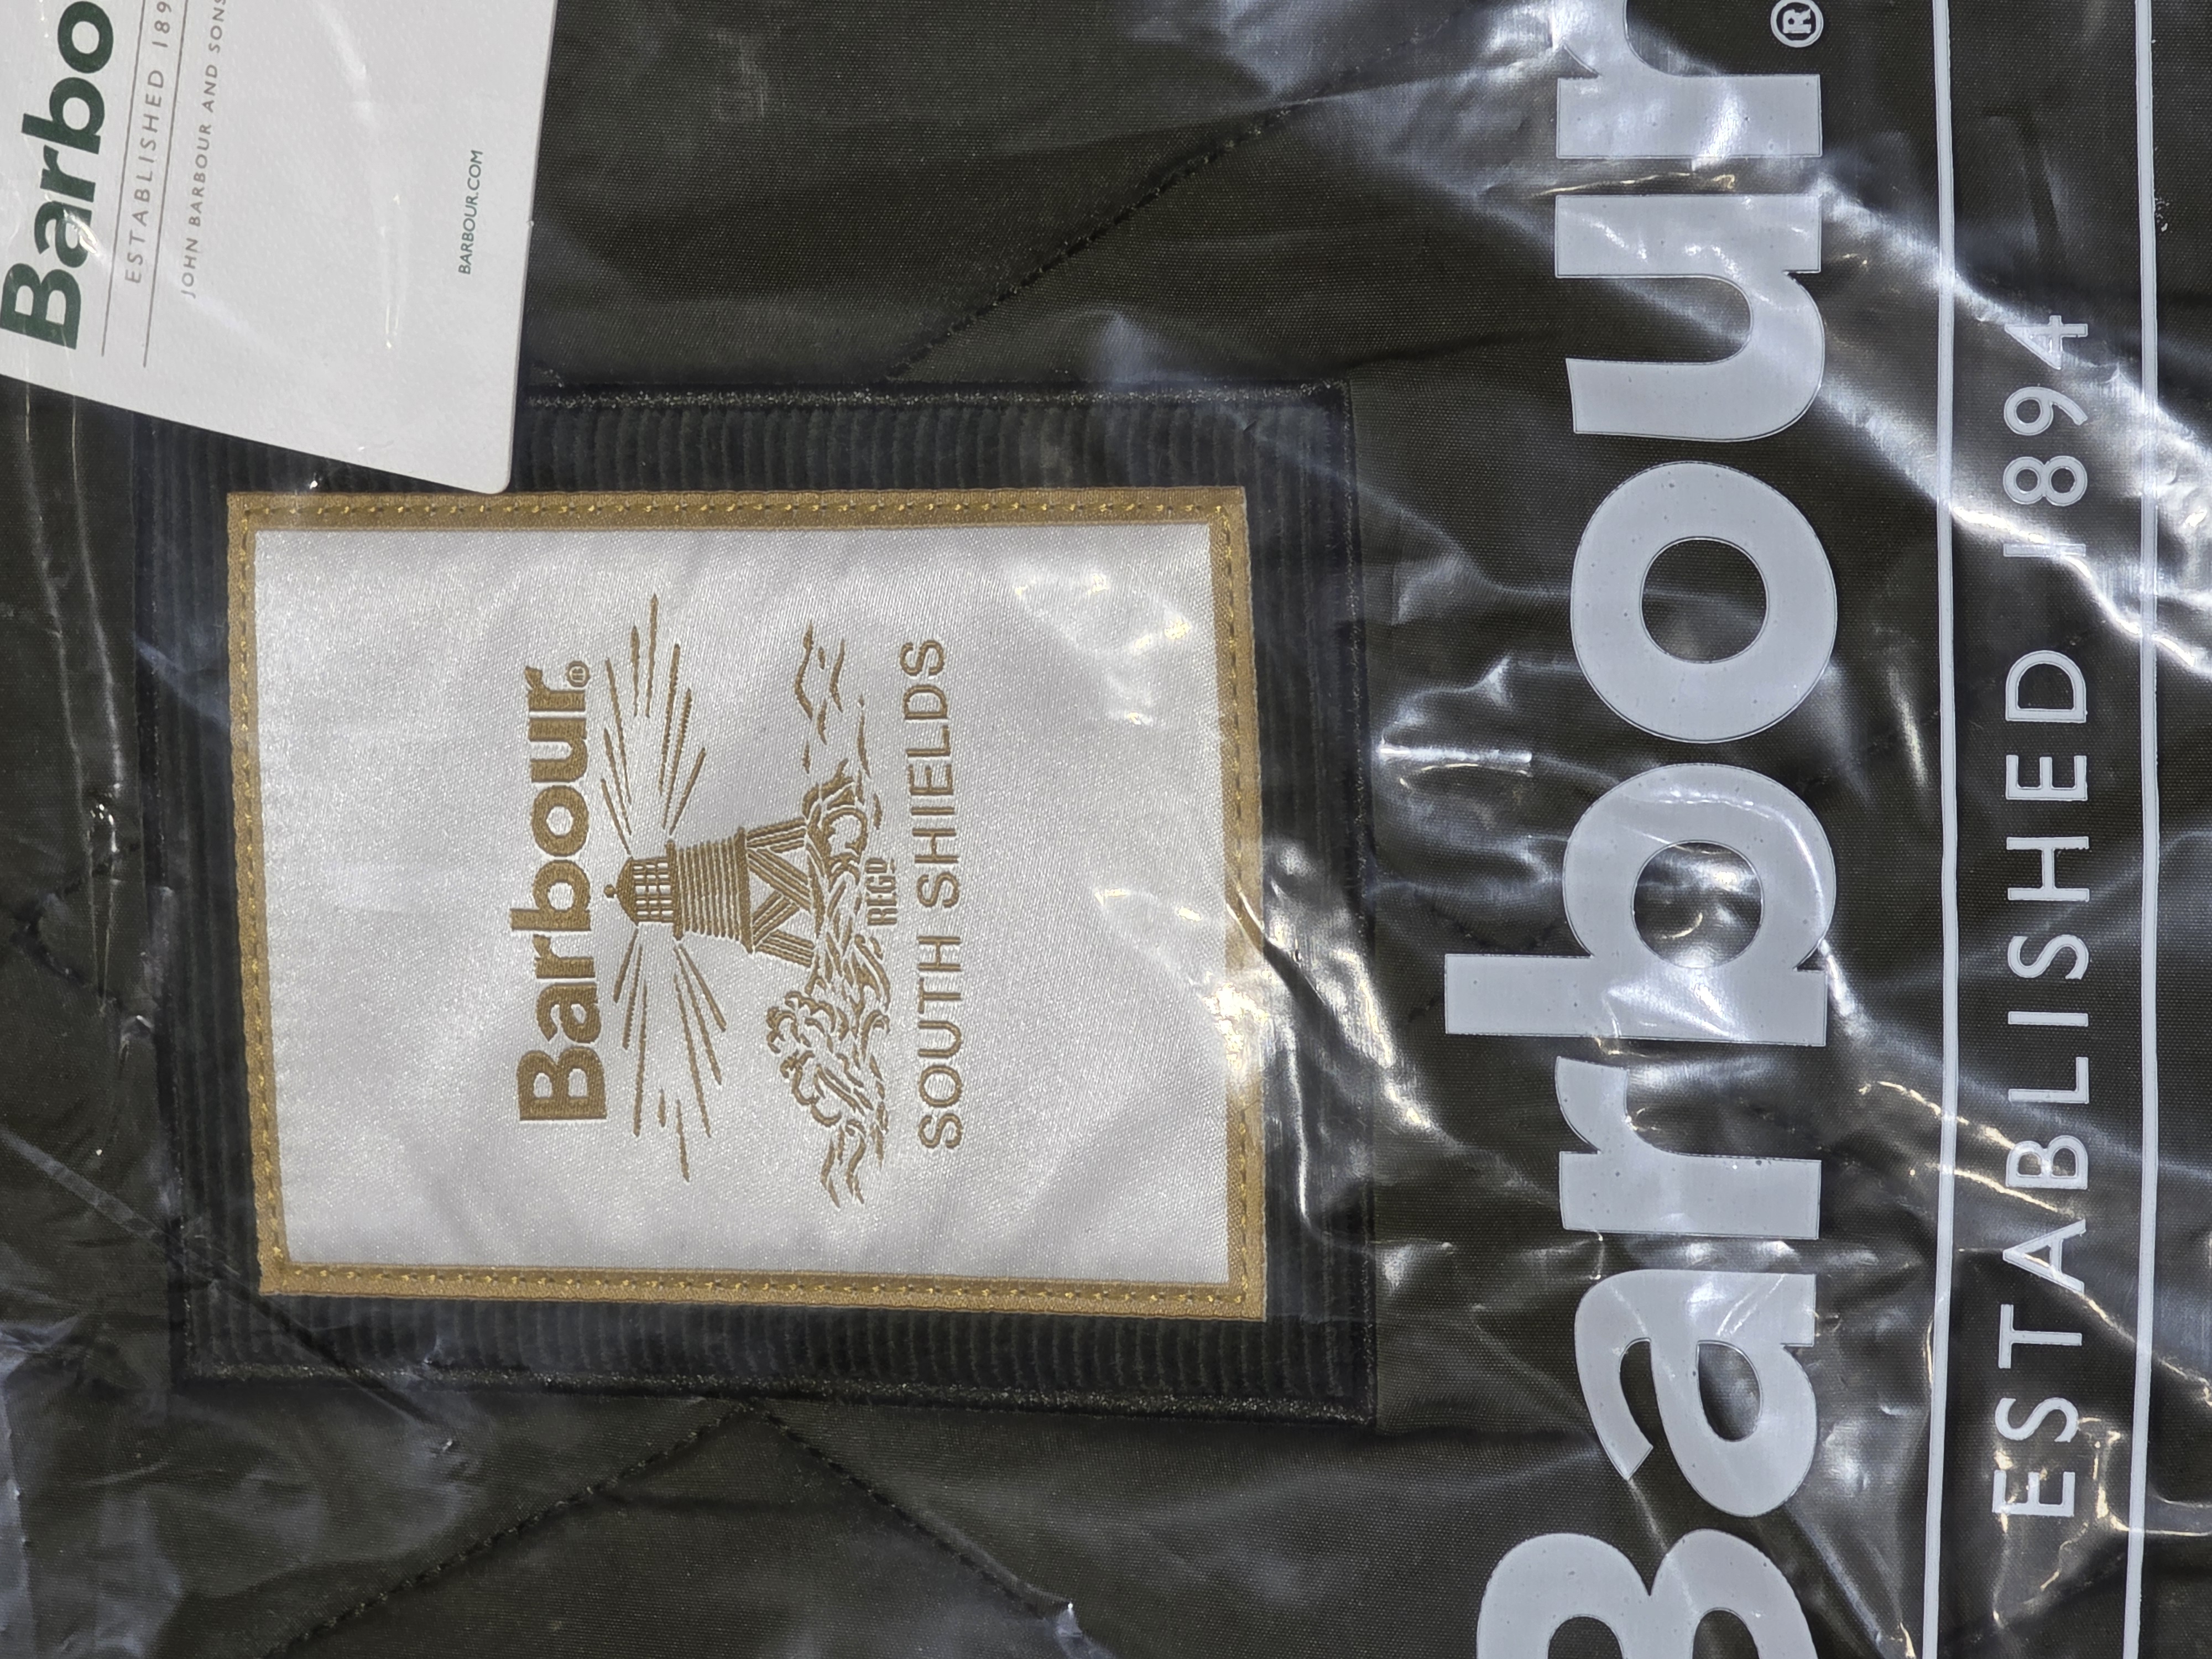 Barbo
ESTABLISHED 189
JOHN BARBOUR AND SONS
BARBOUR.COM
Barbour®
REGD
SOUTH SHIELDS
Barbour®
ESTABLISHED 1894